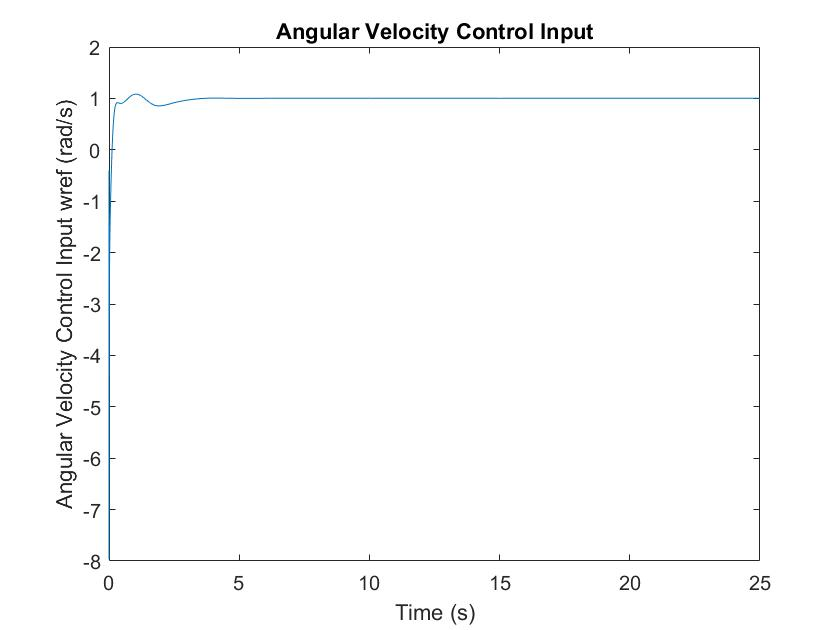 Angular Velocity Control Input
Angular Velocity Control Input wref (rad/s)
2
1
0
-1
-2
-3
-4
-5
-6
-7
-8
0 5 10 15 20 25
Time (s)